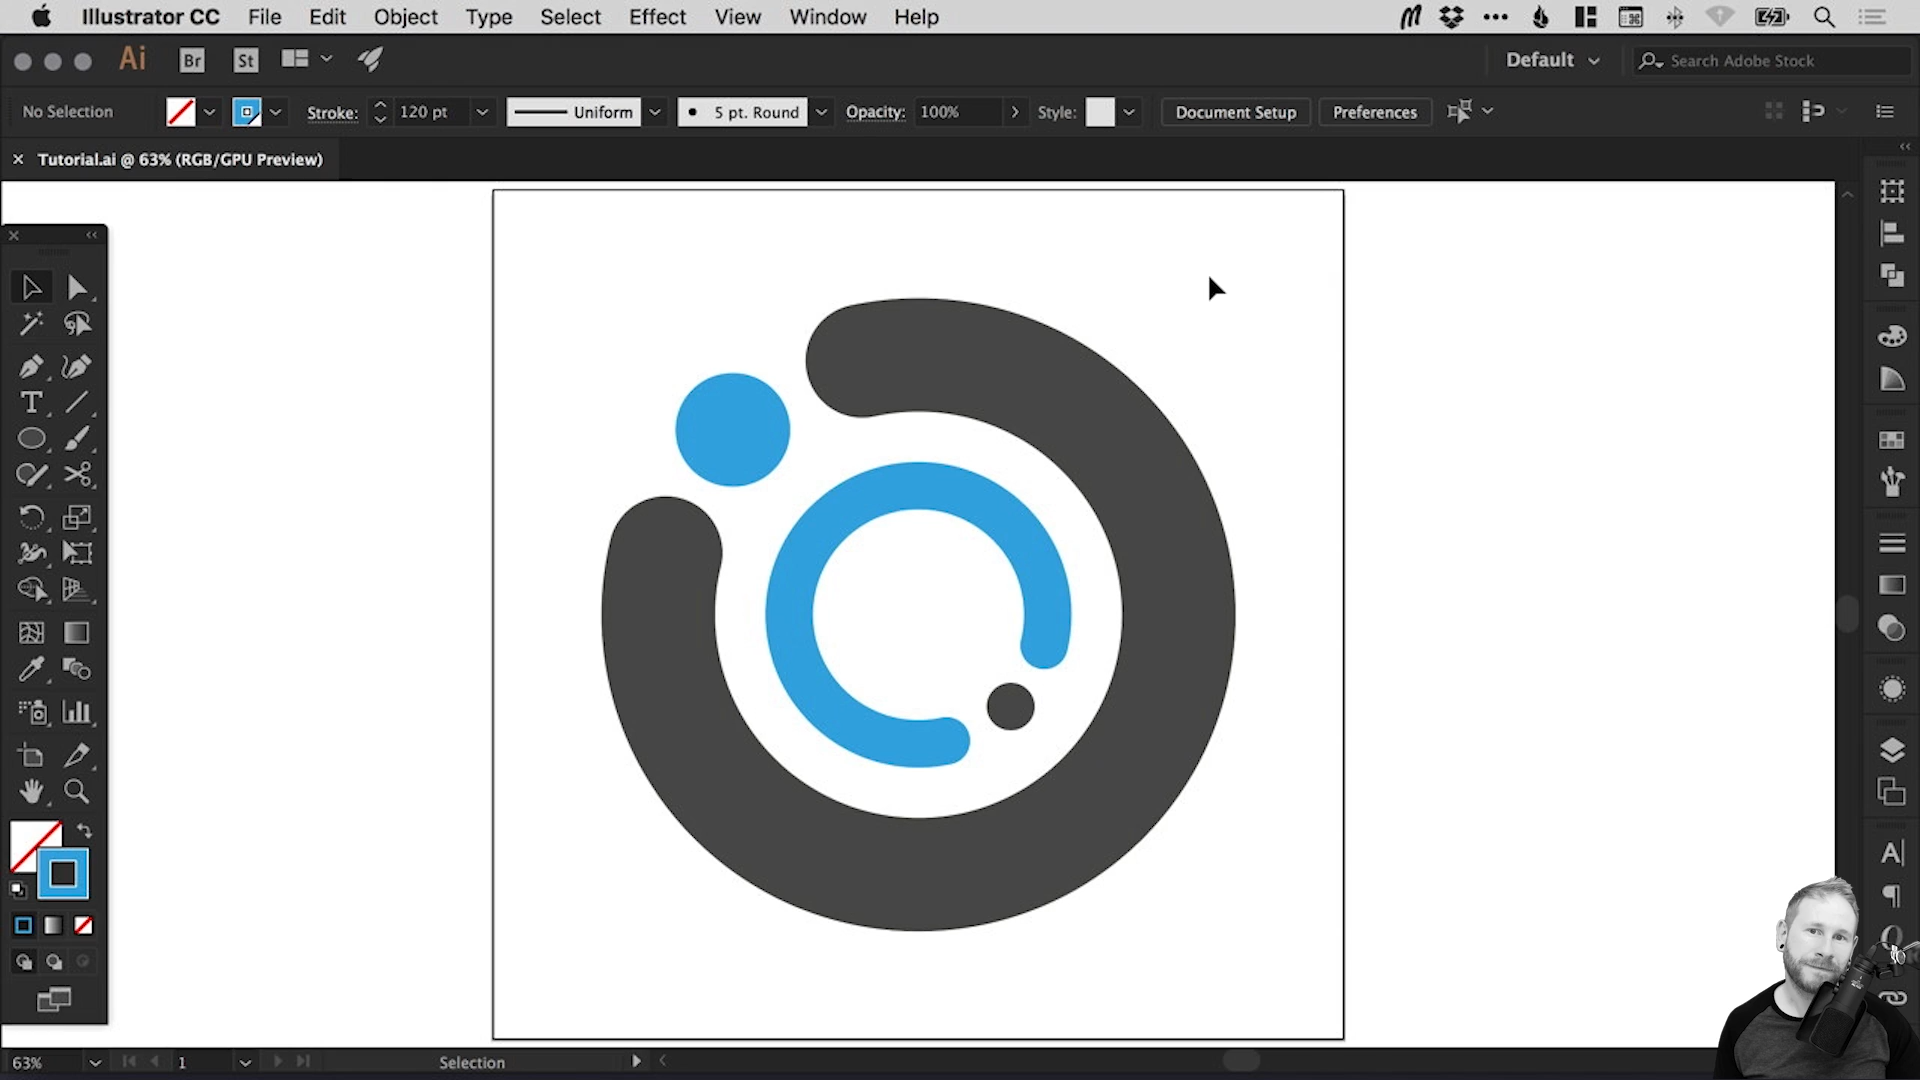 Illustrator CC File Edit Object Type Select Effect View Window Help
Ai Br St Default Search Adobe Stock
No Selection Stroke: 120 pt Uniform 5 pt. Round Opacity: 100% Style: Document Setup Preferences
Tutorial.ai @ 63% (RGB/GPU Preview)
63% 1 Selection